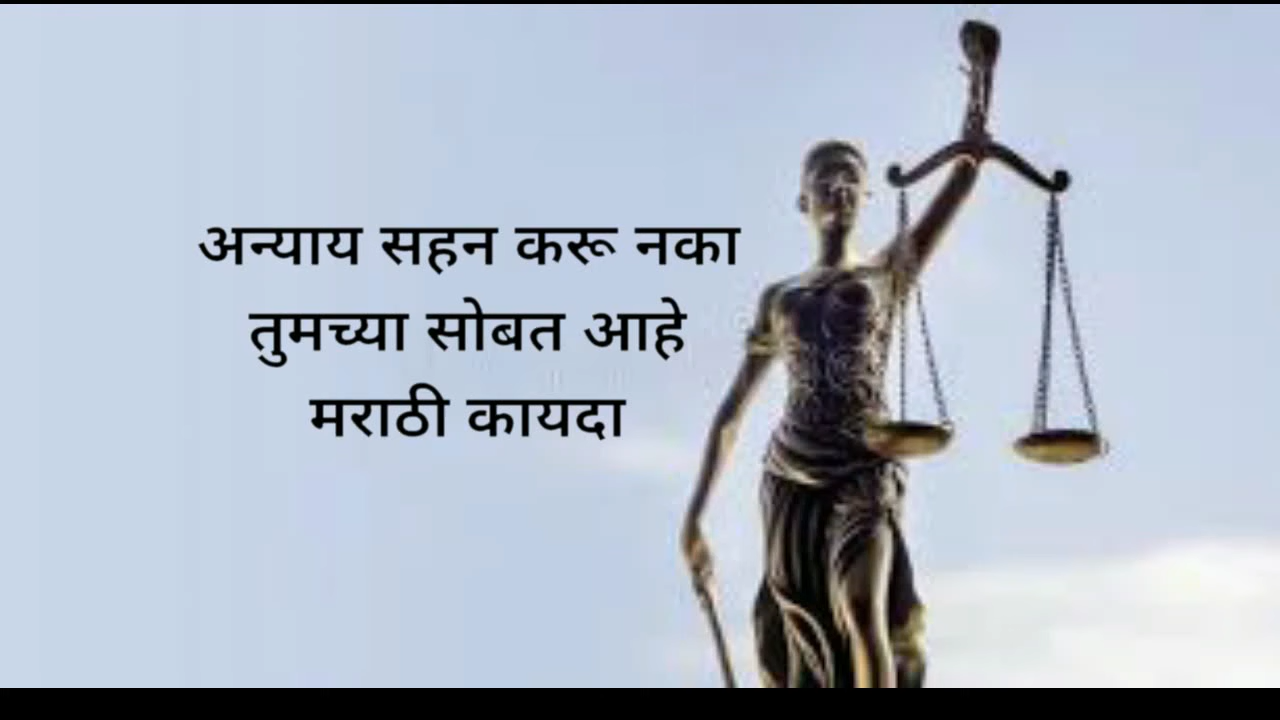 अन्याय सहन करू नका
तुमच्या सोबत आहे
मराठी कायदा